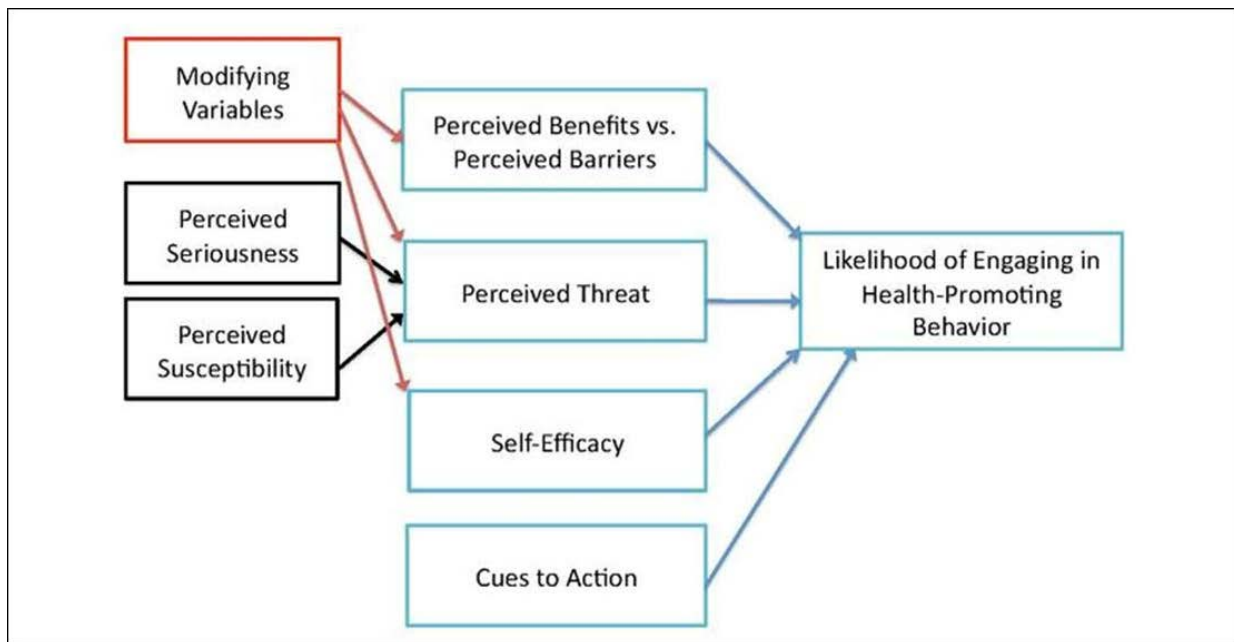 Modifying
Variables
Perceived
Seriousness
Perceived
Susceptibility
Perceived Benefits vs.
Perceived Barriers
Perceived Threat
Self-Efficacy
Cues to Action
Likelihood of Engaging in
Health-Promoting
Behavior